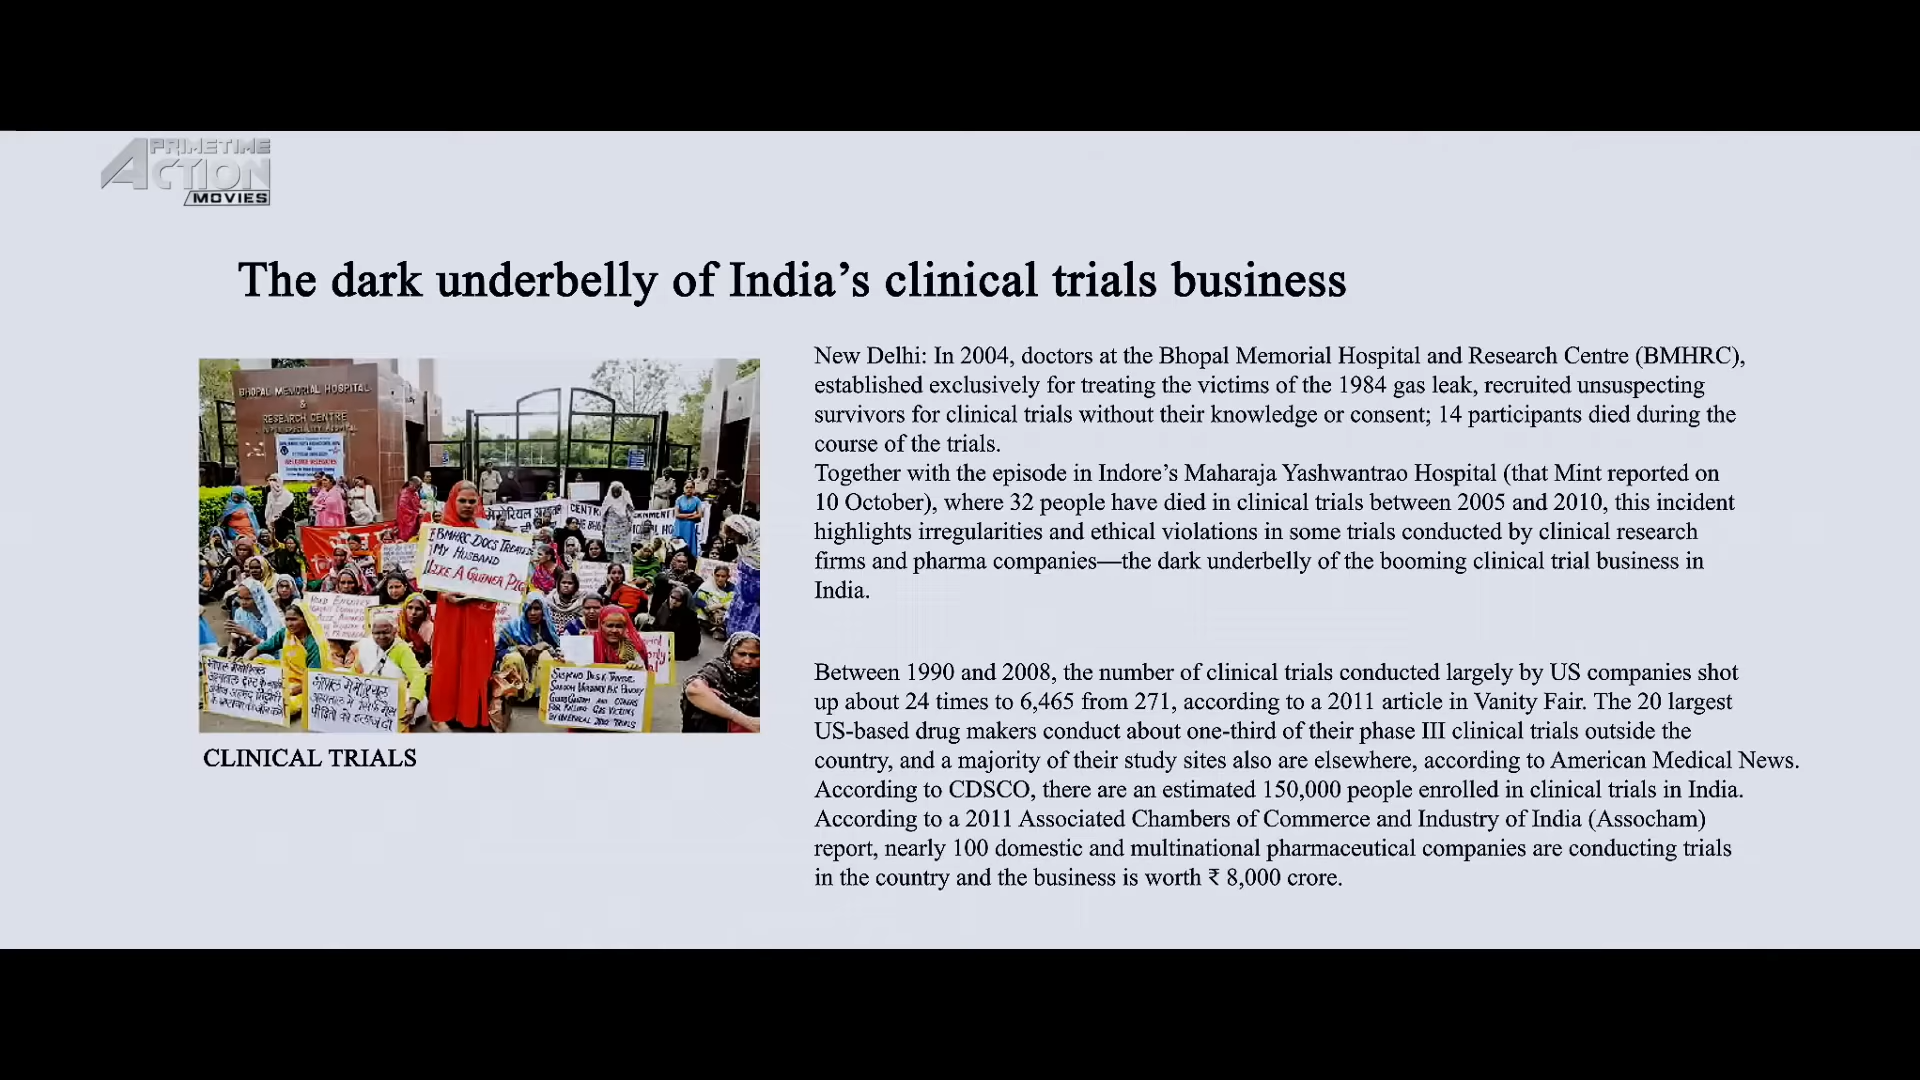 PRIMETIME
ACTION
MOVIES
The dark underbelly of India’s clinical trials business
BHOPAL MEMORIAL HOSPITAL
&
RESEARCH CENTRE
BMHRC DOCS TREATED
MY HUSBAND
LIKE A GUINEA PIG
CLINICAL TRIALS
New Delhi: In 2004, doctors at the Bhopal Memorial Hospital and Research Centre (BMHRC),
established exclusively for treating the victims of the 1984 gas leak, recruited unsuspecting
survivors for clinical trials without their knowledge or consent; 14 participants died during the
course of the trials.
Together with the episode in Indore’s Maharaja Yashwantrao Hospital (that Mint reported on
10 October), where 32 people have died in clinical trials between 2005 and 2010, this incident
highlights irregularities and ethical violations in some trials conducted by clinical research
firms and pharma companies—the dark underbelly of the booming clinical trial business in
India.
Between 1990 and 2008, the number of clinical trials conducted largely by US companies shot
up about 24 times to 6,465 from 271, according to a 2011 article in Vanity Fair. The 20 largest
US-based drug makers conduct about one-third of their phase III clinical trials outside the
country, and a majority of their study sites also are elsewhere, according to American Medical News.
According to CDSCO, there are an estimated 150,000 people enrolled in clinical trials in India.
According to a 2011 Associated Chambers of Commerce and Industry of India (Assocham)
report, nearly 100 domestic and multinational pharmaceutical companies are conducting trials
in the country and the business is worth ₹ 8,000 crore.